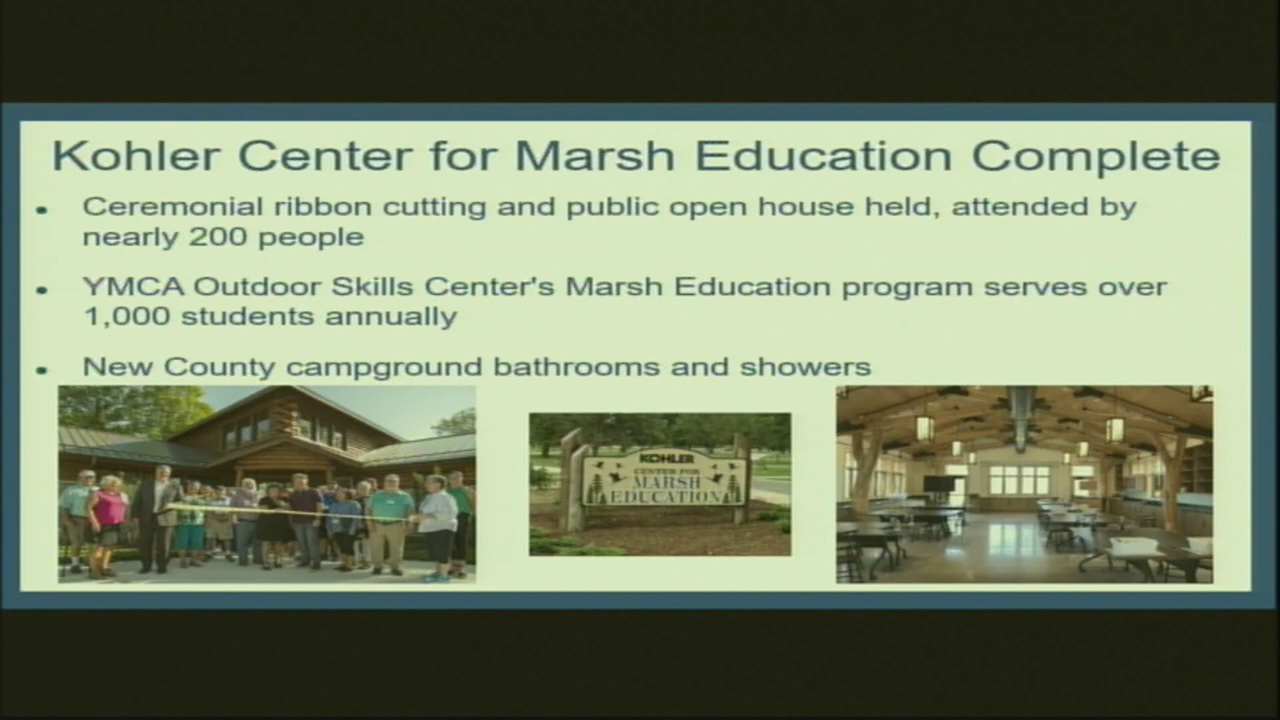 Kohler Center for Marsh Education Complete
• Ceremonial ribbon cutting and public open house held, attended by
nearly 200 people
• YMCA Outdoor Skills Center's Marsh Education program serves over
1,000 students annually
• New County campground bathrooms and showers
KOHLER
CENTER FOR
MARSH
EDUCATION